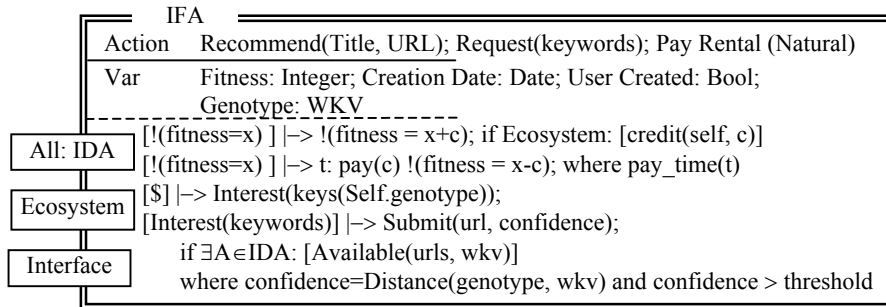 IFA
Action Recommend(Title, URL); Request(keywords); Pay Rental (Natural)
Var Fitness: Integer; Creation Date: Date; User Created: Bool;
Genotype: WKV
[!(fitness=x) ] |–> !(fitness = x+c); if Ecosystem: [credit(self, c)]
All: IDA
[!(fitness=x) ] |–> t: pay(c) !(fitness = x-c); where pay_time(t)
[$] |–> Interest(keys(Self.genotype));
Ecosystem
[Interest(keywords)] |–> Submit(url, confidence);
if ∃A∈IDA: [Available(urls, wkv)]
Interface
where confidence=Distance(genotype, wkv) and confidence > threshold